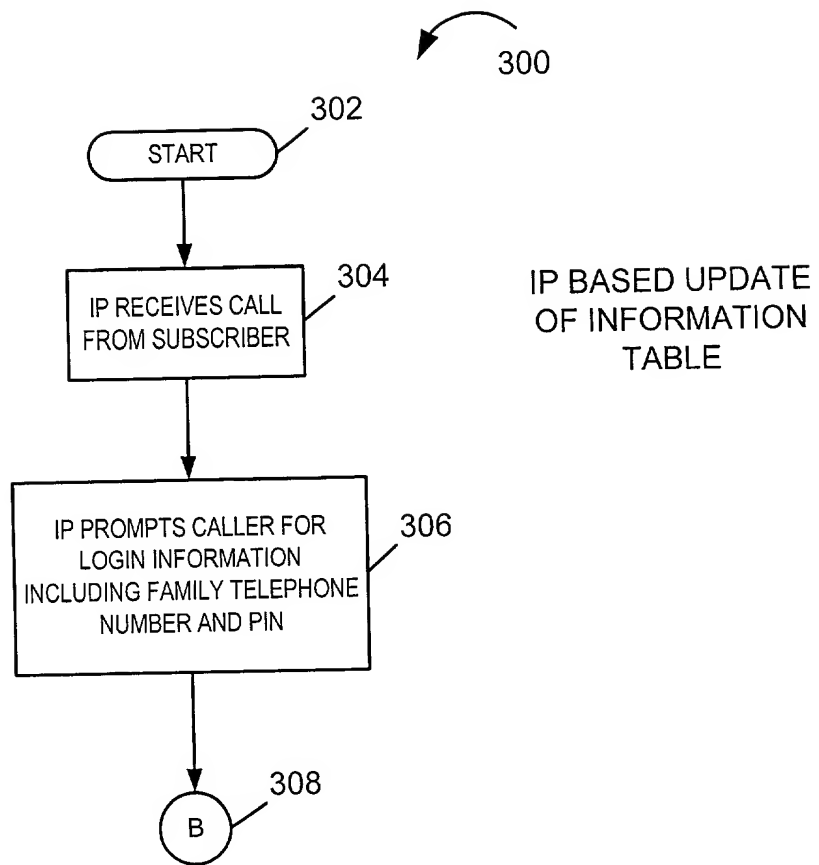 300
302
START
304
IP RECEIVES CALL
FROM SUBSCRIBER
IP BASED UPDATE
OF INFORMATION
TABLE
306
IP PROMPTS CALLER FOR
LOGIN INFORMATION
INCLUDING FAMILY TELEPHONE
NUMBER AND PIN
308
B